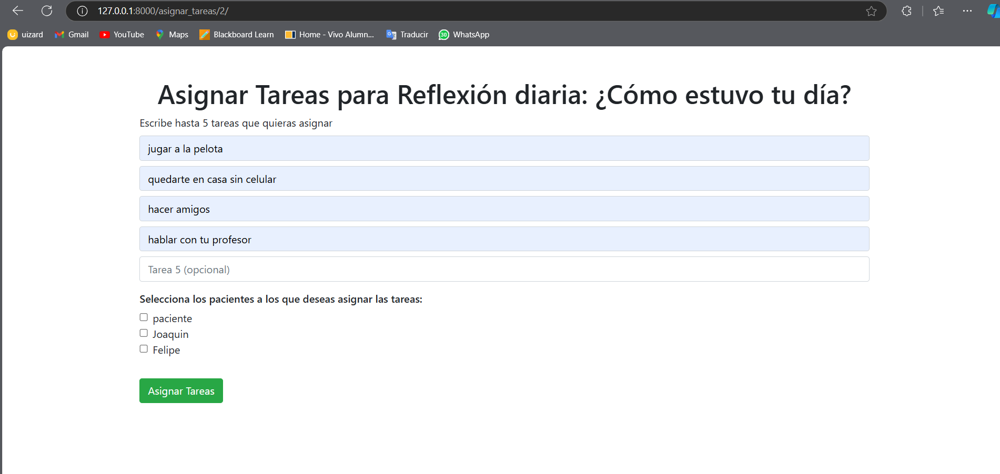 127.0.0.1:8000/asignar_tareas/2/
uizard Gmail YouTube Maps Blackboard Learn Home - Vivo Alumn... Traducir 30 WhatsApp
Asignar Tareas para Reflexión diaria: ¿Cómo estuvo tu día?
Escribe hasta 5 tareas que quieras asignar
jugar a la pelota
quedarte en casa sin celular
hacer amigos
hablar con tu profesor
Tarea 5 (opcional)
Selecciona los pacientes a los que deseas asignar las tareas:
paciente
Joaquin
Felipe
Asignar Tareas